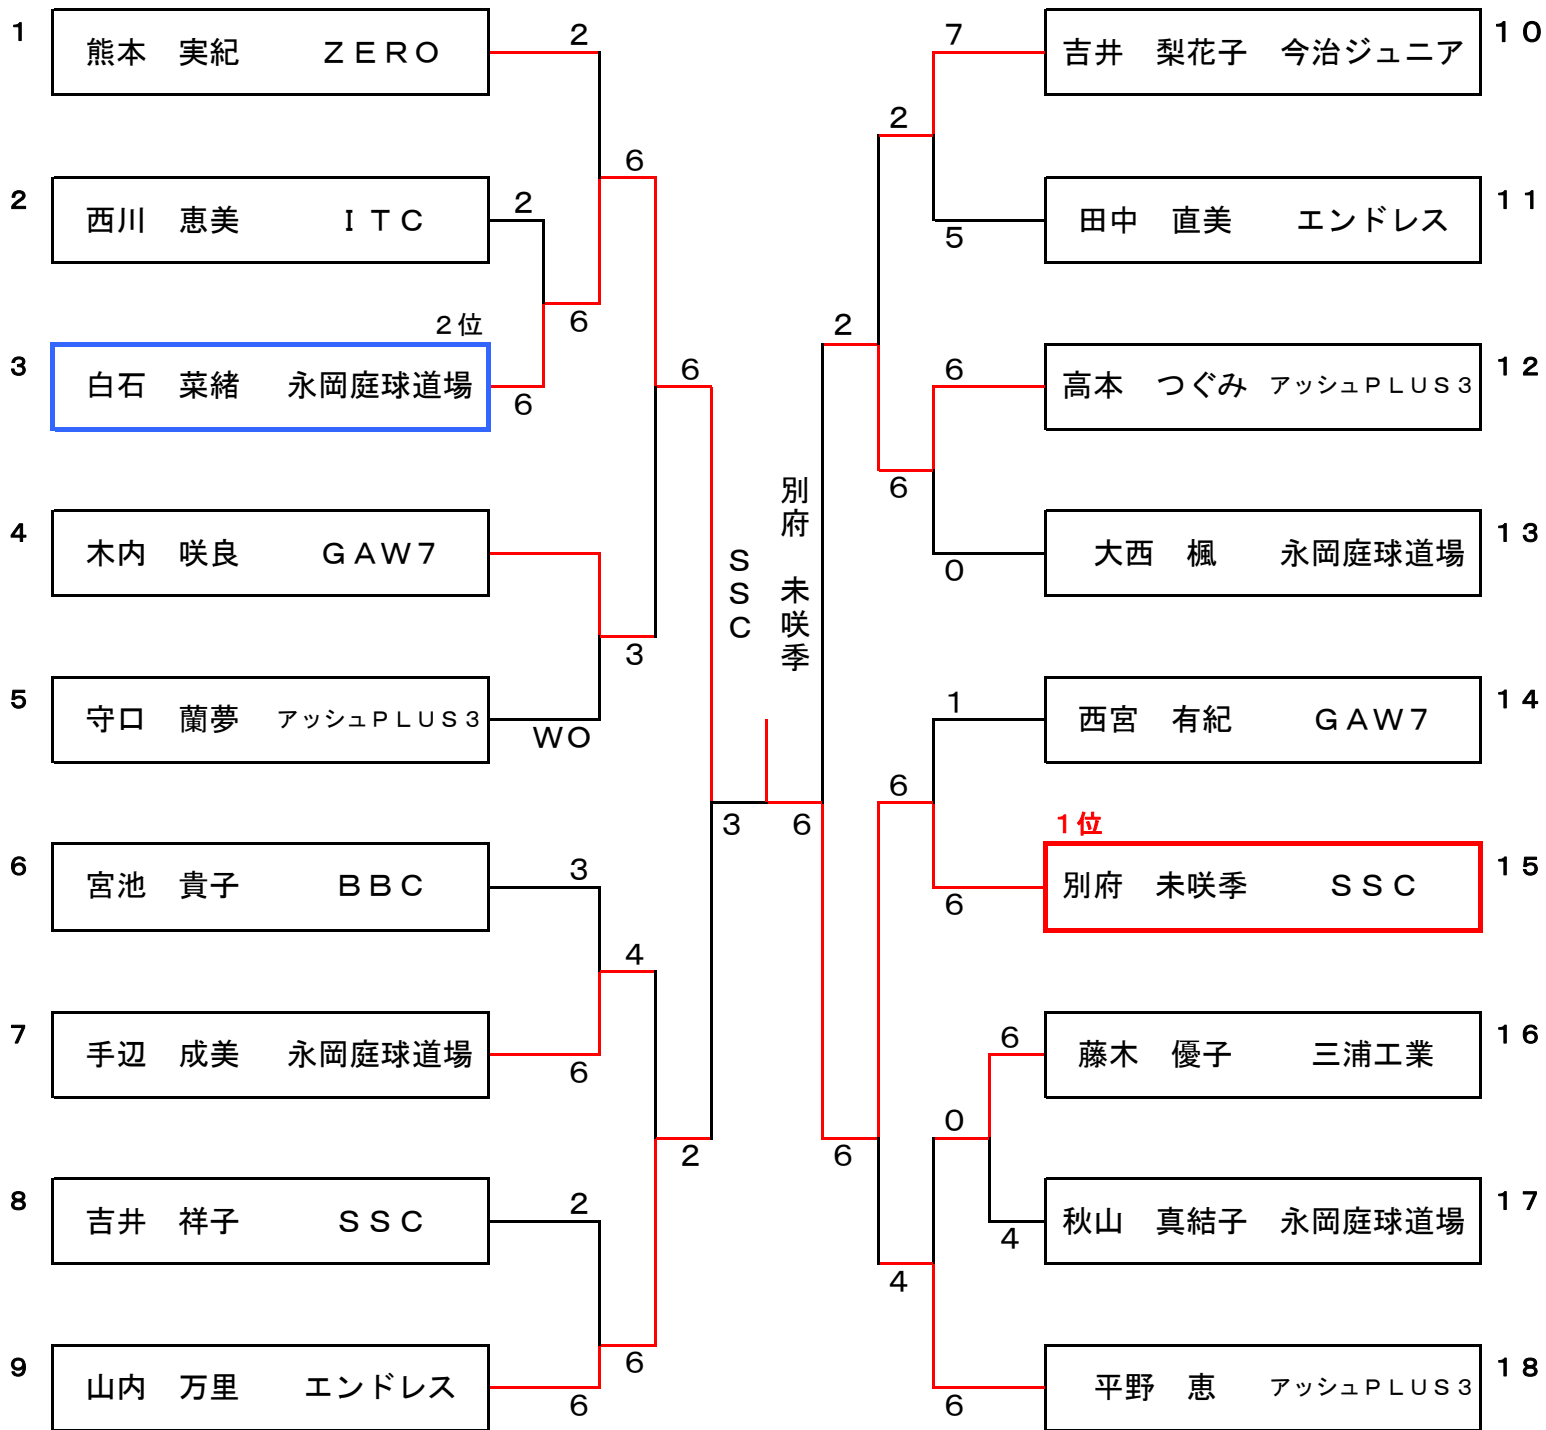 1 熊本 実紀 ZERO
2
2 西川 恵美 ITC
2
6
6
2位
3 白石 菜緒 永岡庭球道場
6
6
4 木内 咲良 GAW7
3
5 守口 蘭夢 アッシュPLUS3
WO
6 宮池 貴子 BBC
3
4
7 手辺 成美 永岡庭球道場
6
2
8 吉井 祥子 SSC
2
6
9 山内 万里 エンドレス
6
3
6
別府 未咲季
SSC
7
吉井 梨花子 今治ジュニア 10
2
田中 直美 エンドレス 11
5
2
6
高本 つぐみ アッシュPLUS3 12
6
大西 楓 永岡庭球道場 13
0
1
西宮 有紀 GAW7 14
6
1位
別府 未咲季 SSC 15
6
6
藤木 優子 三浦工業 16
0
6
秋山 真結子 永岡庭球道場 17
4
4
平野 恵 アッシュPLUS3 18
6